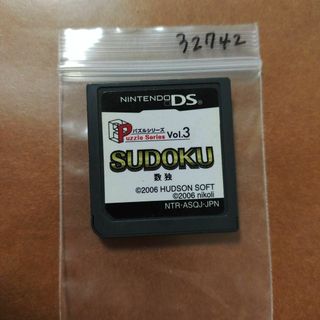 32742
NINTENDO DS
パズルシリーズ
Puzzle Series Vol.3
SUDOKU
数独
©2006 HUDSON SOFT
©2006 nikoli
NTR-ASQJ-JPN